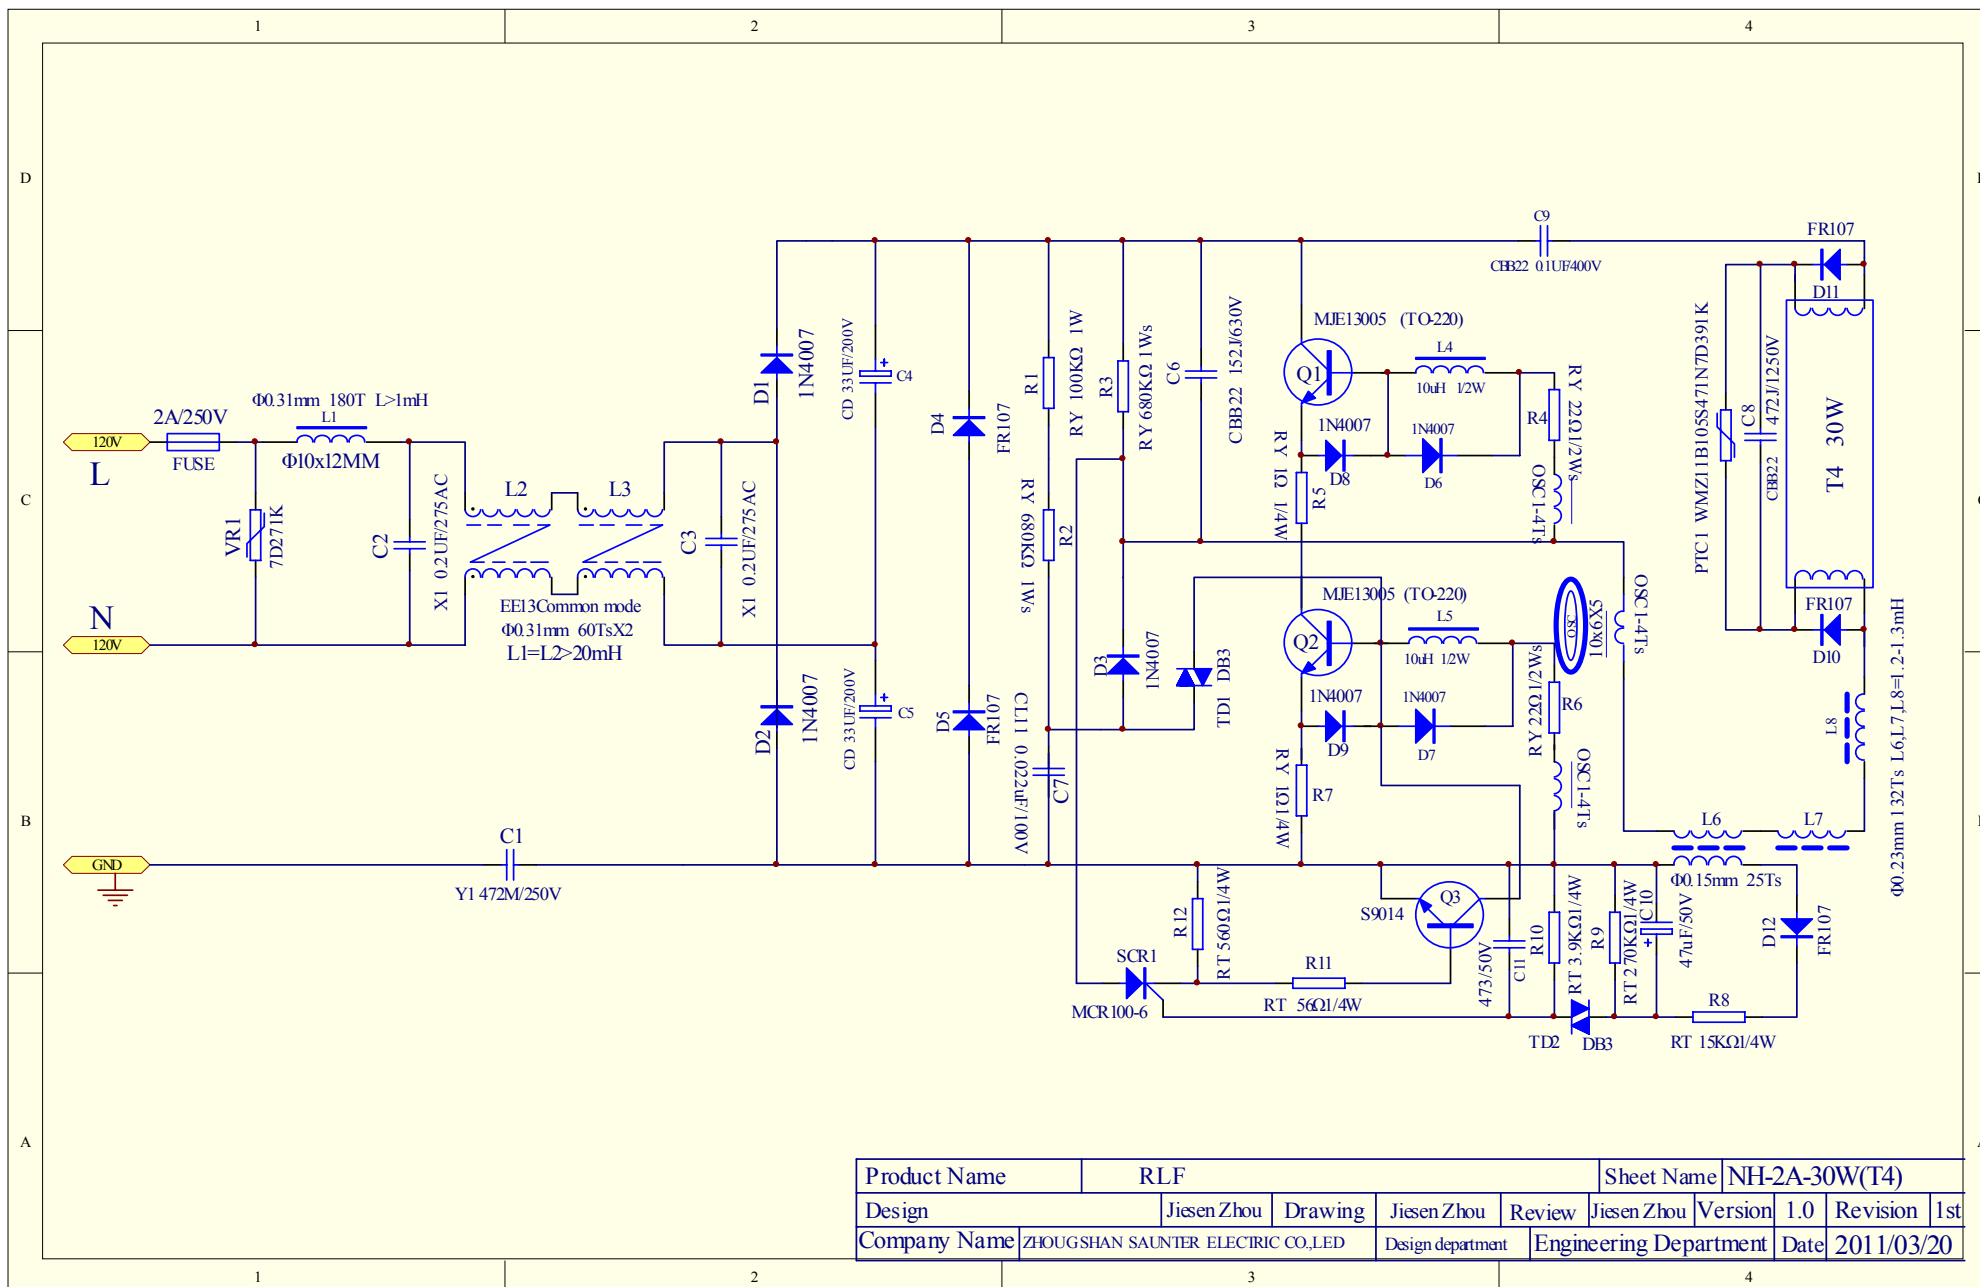 1 2 3 4
D
C
B
A
C9
CBB22 0.1UF/400V
FR107
D11
MJE13005 (TO-220)
Q1
L4
10uH 1/2W
1N4007
D8
1N4007
D6
RY 1Ω 1/4W
R5
R4
RY 22Ω1/2Ws
OSC1-4Ts
D1
1N4007
CD 33UF/200V
+
C4
D4
FR107
R1
RY 100KΩ 1W
R3
RY 680KΩ 1Ws
C6
CBB22 152J/630V
PTC1 WMZ11B105S471N7D391K
C8
472J/1250V
CBB22
T4 30W
Φ0.31mm 180T L>1mH
2A/250V
L1
FUSE
Φ10x12MM
120V
L
VR1
7D271K
C2
X1 0.2UF/275AC
L2
L3
C3
X1 0.2UF/275AC
EE13Common mode
Φ0.31mm 60TsX2
L1=L2>20mH
N
120V
RY 680KΩ 1Ws
R2
MJE13005 (TO-220)
Q2
L5
10uH 1/2W
1N4007
D9
1N4007
D7
RY 1Ω1/4W
R7
RY22Ω1/2Ws
R6
OSC1-4Ts
OSC
10x6X5
OSC1-4Ts
FR107
D10
L8
Φ0.23mm132Ts L6,L7,L8=1.2-1.3mH
D3
1N4007
TD1 DB3
D2
1N4007
CD 33UF/200V
+
C5
D5
FR107
CL11 0.022uF/100V
C7
L6
L7
Φ0.15mm 25Ts
GND
C1
Y1 472M/250V
R12
RT 560Ω1/4W
S9014
Q3
473/50V
C11
R10
RT 3.9KΩ1/4W
R9
RT 270KΩ1/4W
C10
+
47uF/50V
D12
FR107
SCR1
MCR100-6
R11
RT 56Ω1/4W
TD2
DB3
R8
RT 15KΩ1/4W
Product Name RLF Sheet Name NH-2A-30W(T4)
Design Jiesen Zhou Drawing Jiesen Zhou Review Jiesen Zhou Version 1.0 Revision 1st
Company Name ZHOUGSHAN SAUNTER ELECTRIC CO.,LED Design department Engineering Department Date 2011/03/20
1 2 3 4